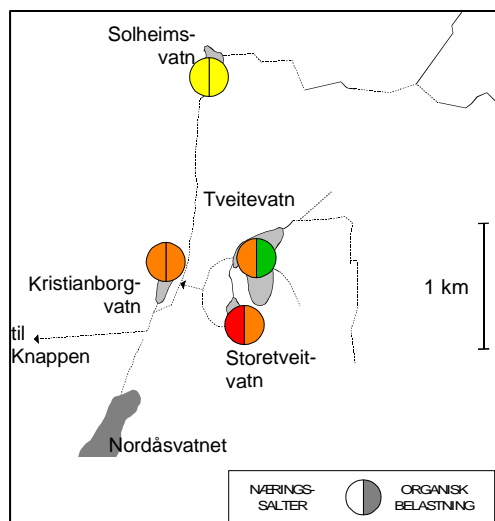 Solheims-
vatn
Tveitevatn
Kristianborg-
vatn
1 km
til
Knappen
Storetveit-
vatn
Nordåsvatnet
NÆRINGS-
SALTER
ORGANISK
BELASTNING